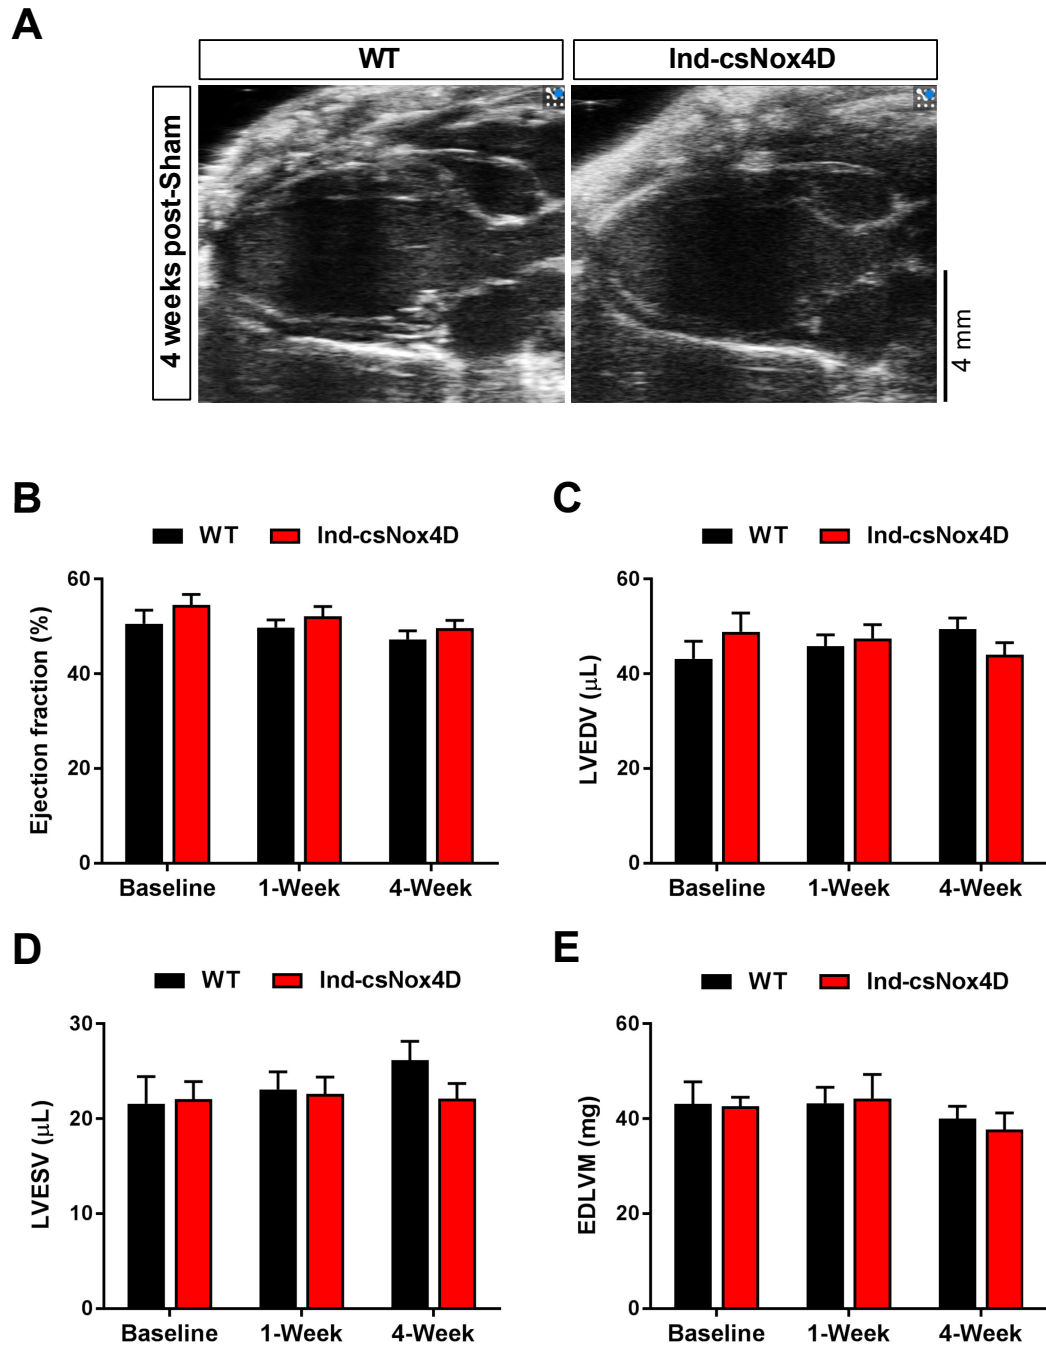 A
WT
Ind-csNox4D
4 weeks post-Sham
4 mm
B
WT
Ind-csNox4D
Ejection fraction (%)
60
40
20
0
Baseline
1-Week
4-Week
C
WT
Ind-csNox4D
LVEDV (μL)
60
40
20
0
Baseline
1-Week
4-Week
D
WT
Ind-csNox4D
LVESV (μL)
30
20
10
0
Baseline
1-Week
4-Week
E
WT
Ind-csNox4D
EDLVM (mg)
60
40
20
0
Baseline
1-Week
4-Week